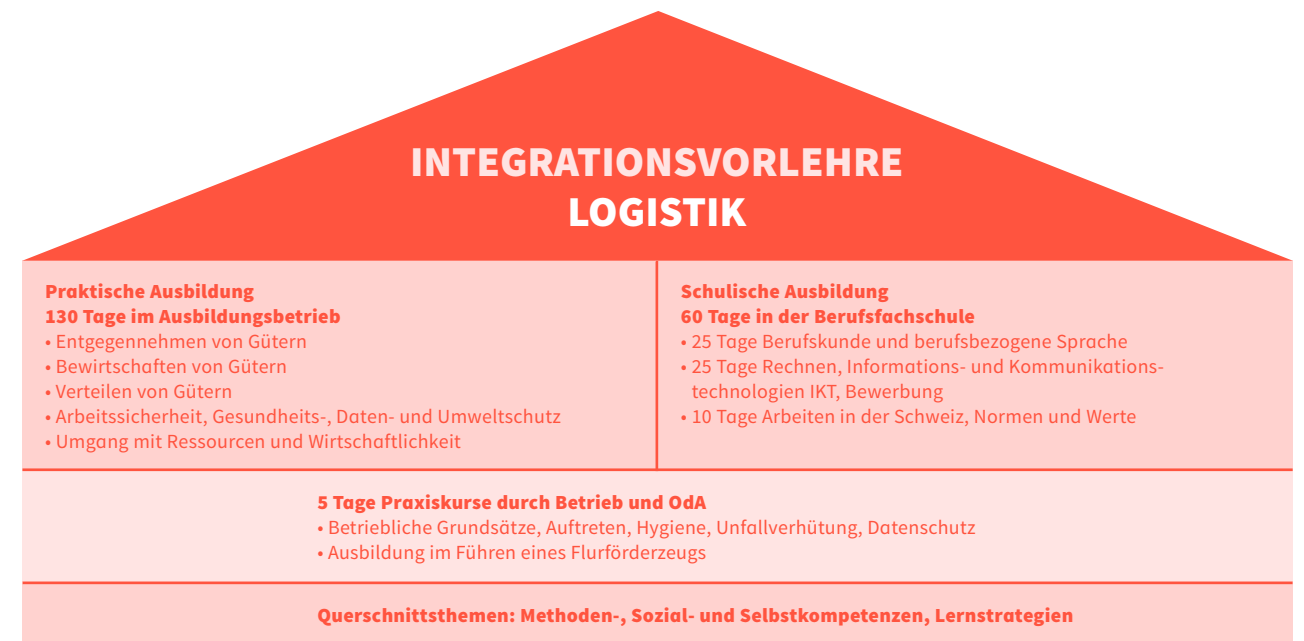 INTEGRATIONSVORLEHRE
LOGISTIK
Praktische Ausbildung
130 Tage im Ausbildungsbetrieb
• Entgegennehmen von Gütern
• Bewirtschaften von Gütern
• Verteilen von Gütern
• Arbeitssicherheit, Gesundheits-, Daten- und Umweltschutz
• Umgang mit Ressourcen und Wirtschaftlichkeit
Schulische Ausbildung
60 Tage in der Berufsfachschule
• 25 Tage Berufskunde und berufsbezogene Sprache
• 25 Tage Rechnen, Informations- und Kommunikations-
technologien IKT, Bewerbung
• 10 Tage Arbeiten in der Schweiz, Normen und Werte
5 Tage Praxiskurse durch Betrieb und OdA
• Betriebliche Grundsätze, Auftreten, Hygiene, Unfallverhütung, Datenschutz
• Ausbildung im Führen eines Flurförderzeugs
Querschnittsthemen: Methoden-, Sozial- und Selbstkompetenzen, Lernstrategien